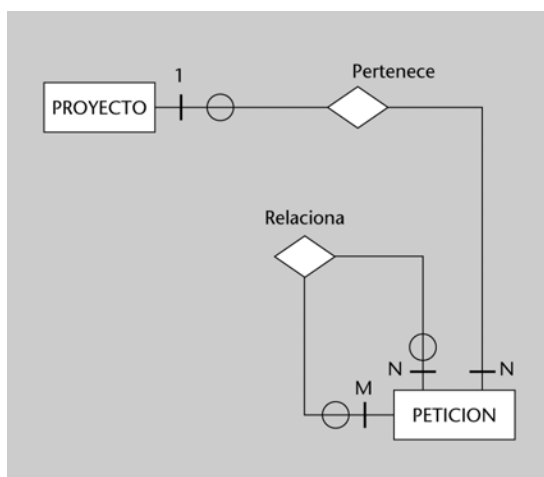 1
Pertenece
PROYECTO
Relaciona
N
N
M
PETICION